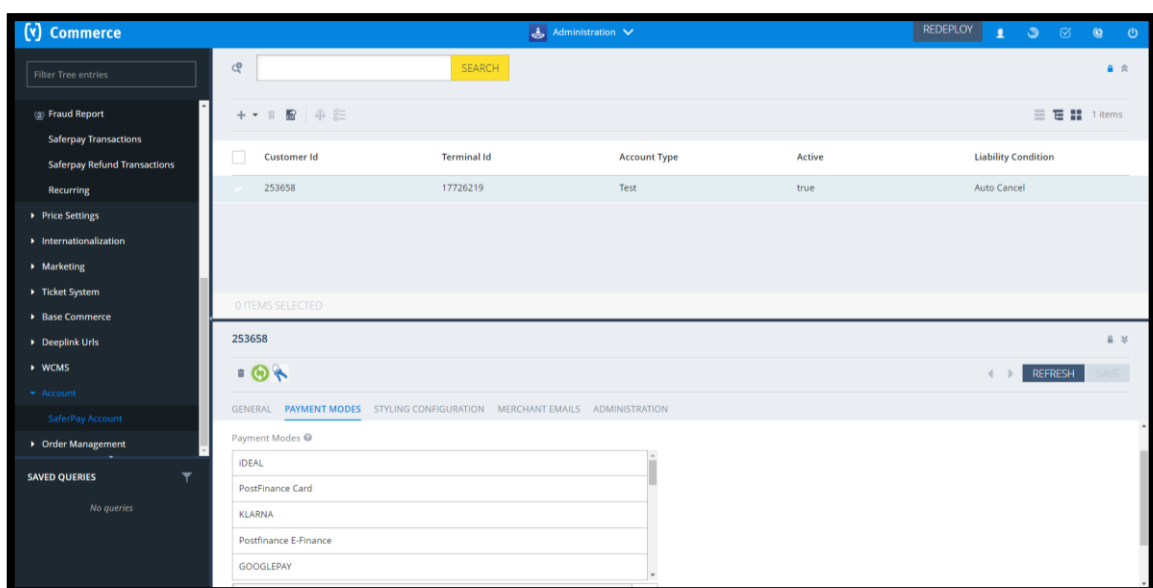 (y) Commerce
Administration
REDEPLOY
Filter Tree entries
Fraud Report
Saferpay Transactions
Saferpay Refund Transactions
Recurring
Price Settings
Internationalization
Marketing
Ticket System
Base Commerce
Deeplink Urls
WCMS
Account
SaferPay Account
Order Management
SAVED QUERIES
No queries
SEARCH
1 items
Customer Id Terminal Id Account Type Active Liability Condition
253658 17726219 Test true Auto Cancel
0 ITEMS SELECTED
253658
REFRESH SAVE
GENERAL PAYMENT MODES STYLING CONFIGURATION MERCHANT EMAILS ADMINISTRATION
Payment Modes
iDEAL
PostFinance Card
KLARNA
Postfinance E-Finance
GOOGLEPAY